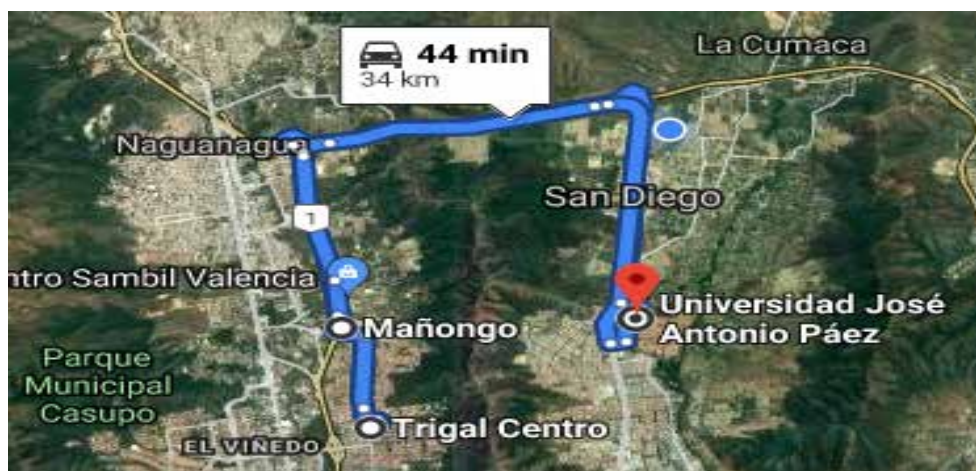 La Cumaca
44 min
34 km
Naguanagua
San Diego
1
ntro Sambil Valencia
Universidad José
Antonio Páez
Mañongo
Parque
Municipal
Casupo
Trigal Centro
EL VIÑEDO